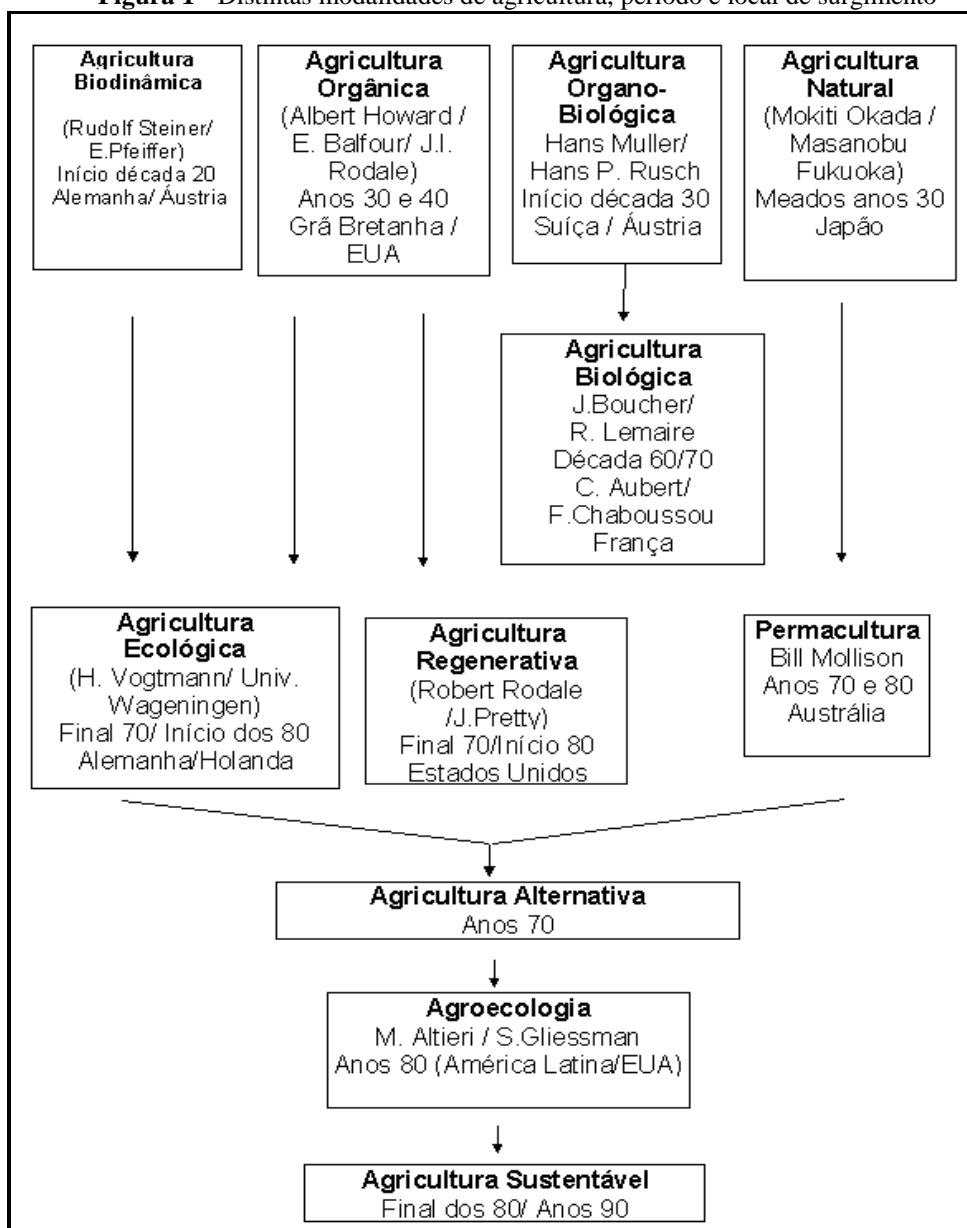 Figura 1 - Distintas modalidades de agricultura, período e local de surgimento
Agricultura
Biodinâmica
(Rudolf Steiner/
E.Pfeiffer)
Início década 20
Alemanha/ Áustria
Agricultura
Orgânica
(Albert Howard /
E. Balfour/ J.I.
Rodale)
Anos 30 e 40
Grã Bretanha /
EUA
Agricultura
Organo-
Biológica
Hans Muller/
Hans P. Rusch
Início década 30
Suíça / Áustria
Agricultura
Natural
(Mokiti Okada /
Masanobu
Fukuoka)
Meados anos 30
Japão
Agricultura
Biológica
J.Boucher/
R. Lemaire
Década 60/70
C. Aubert/
F.Chaboussou
França
Agricultura
Ecológica
(H. Vogtmann/ Univ.
Wageningen)
Final 70/ Início dos 80
Alemanha/Holanda
Agricultura
Regenerativa
(Robert Rodale
/J.Pretty)
Final 70/Início 80
Estados Unidos
Permacultura
Bill Mollison
Anos 70 e 80
Austrália
Agricultura Alternativa
Anos 70
Agroecologia
M. Altieri / S.Gliessman
Anos 80 (América Latina/EUA)
Agricultura Sustentável
Final dos 80/ Anos 90